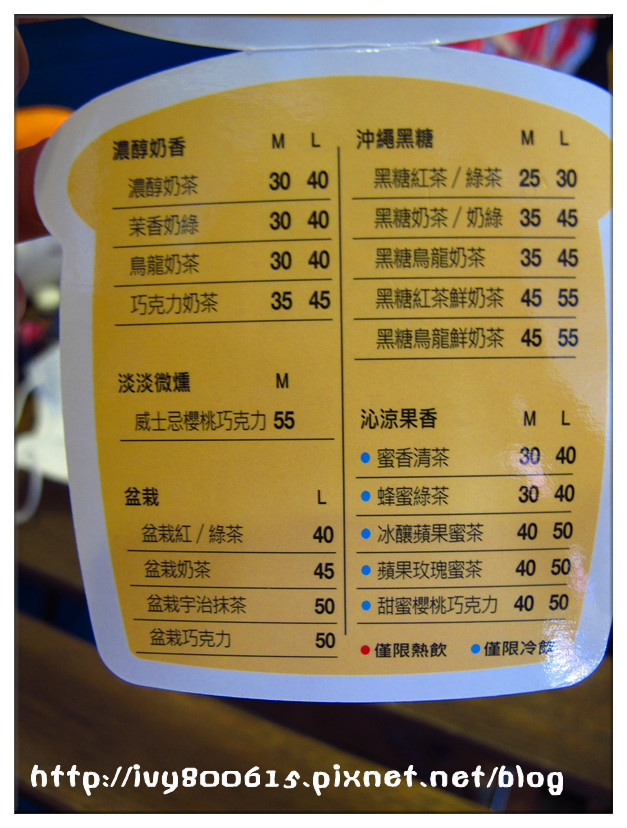 濃醇奶香 M L
濃醇奶茶 30 40
茉香奶綠 30 40
烏龍奶茶 30 40
巧克力奶茶 35 45
淡淡微燻 M
威士忌櫻桃巧克力 55
盆栽 L
盆栽紅/綠茶 40
盆栽奶茶 45
盆栽宇治抹茶 50
盆栽巧克力 50
沖繩黑糖 M L
黑糖紅茶/綠茶 25 30
黑糖奶茶/奶綠 35 45
黑糖烏龍奶茶 35 45
黑糖紅茶鮮奶茶 45 55
黑糖烏龍鮮奶茶 45 55
沁涼果香 M L
蜜香清茶 30 40
蜂蜜綠茶 30 40
冰釀蘋果蜜茶 40 50
蘋果玫瑰蜜茶 40 50
甜蜜櫻桃巧克力 40 50
●僅限熱飲 ●僅限冷飲
http://ivy800615.pixnet.net/blog